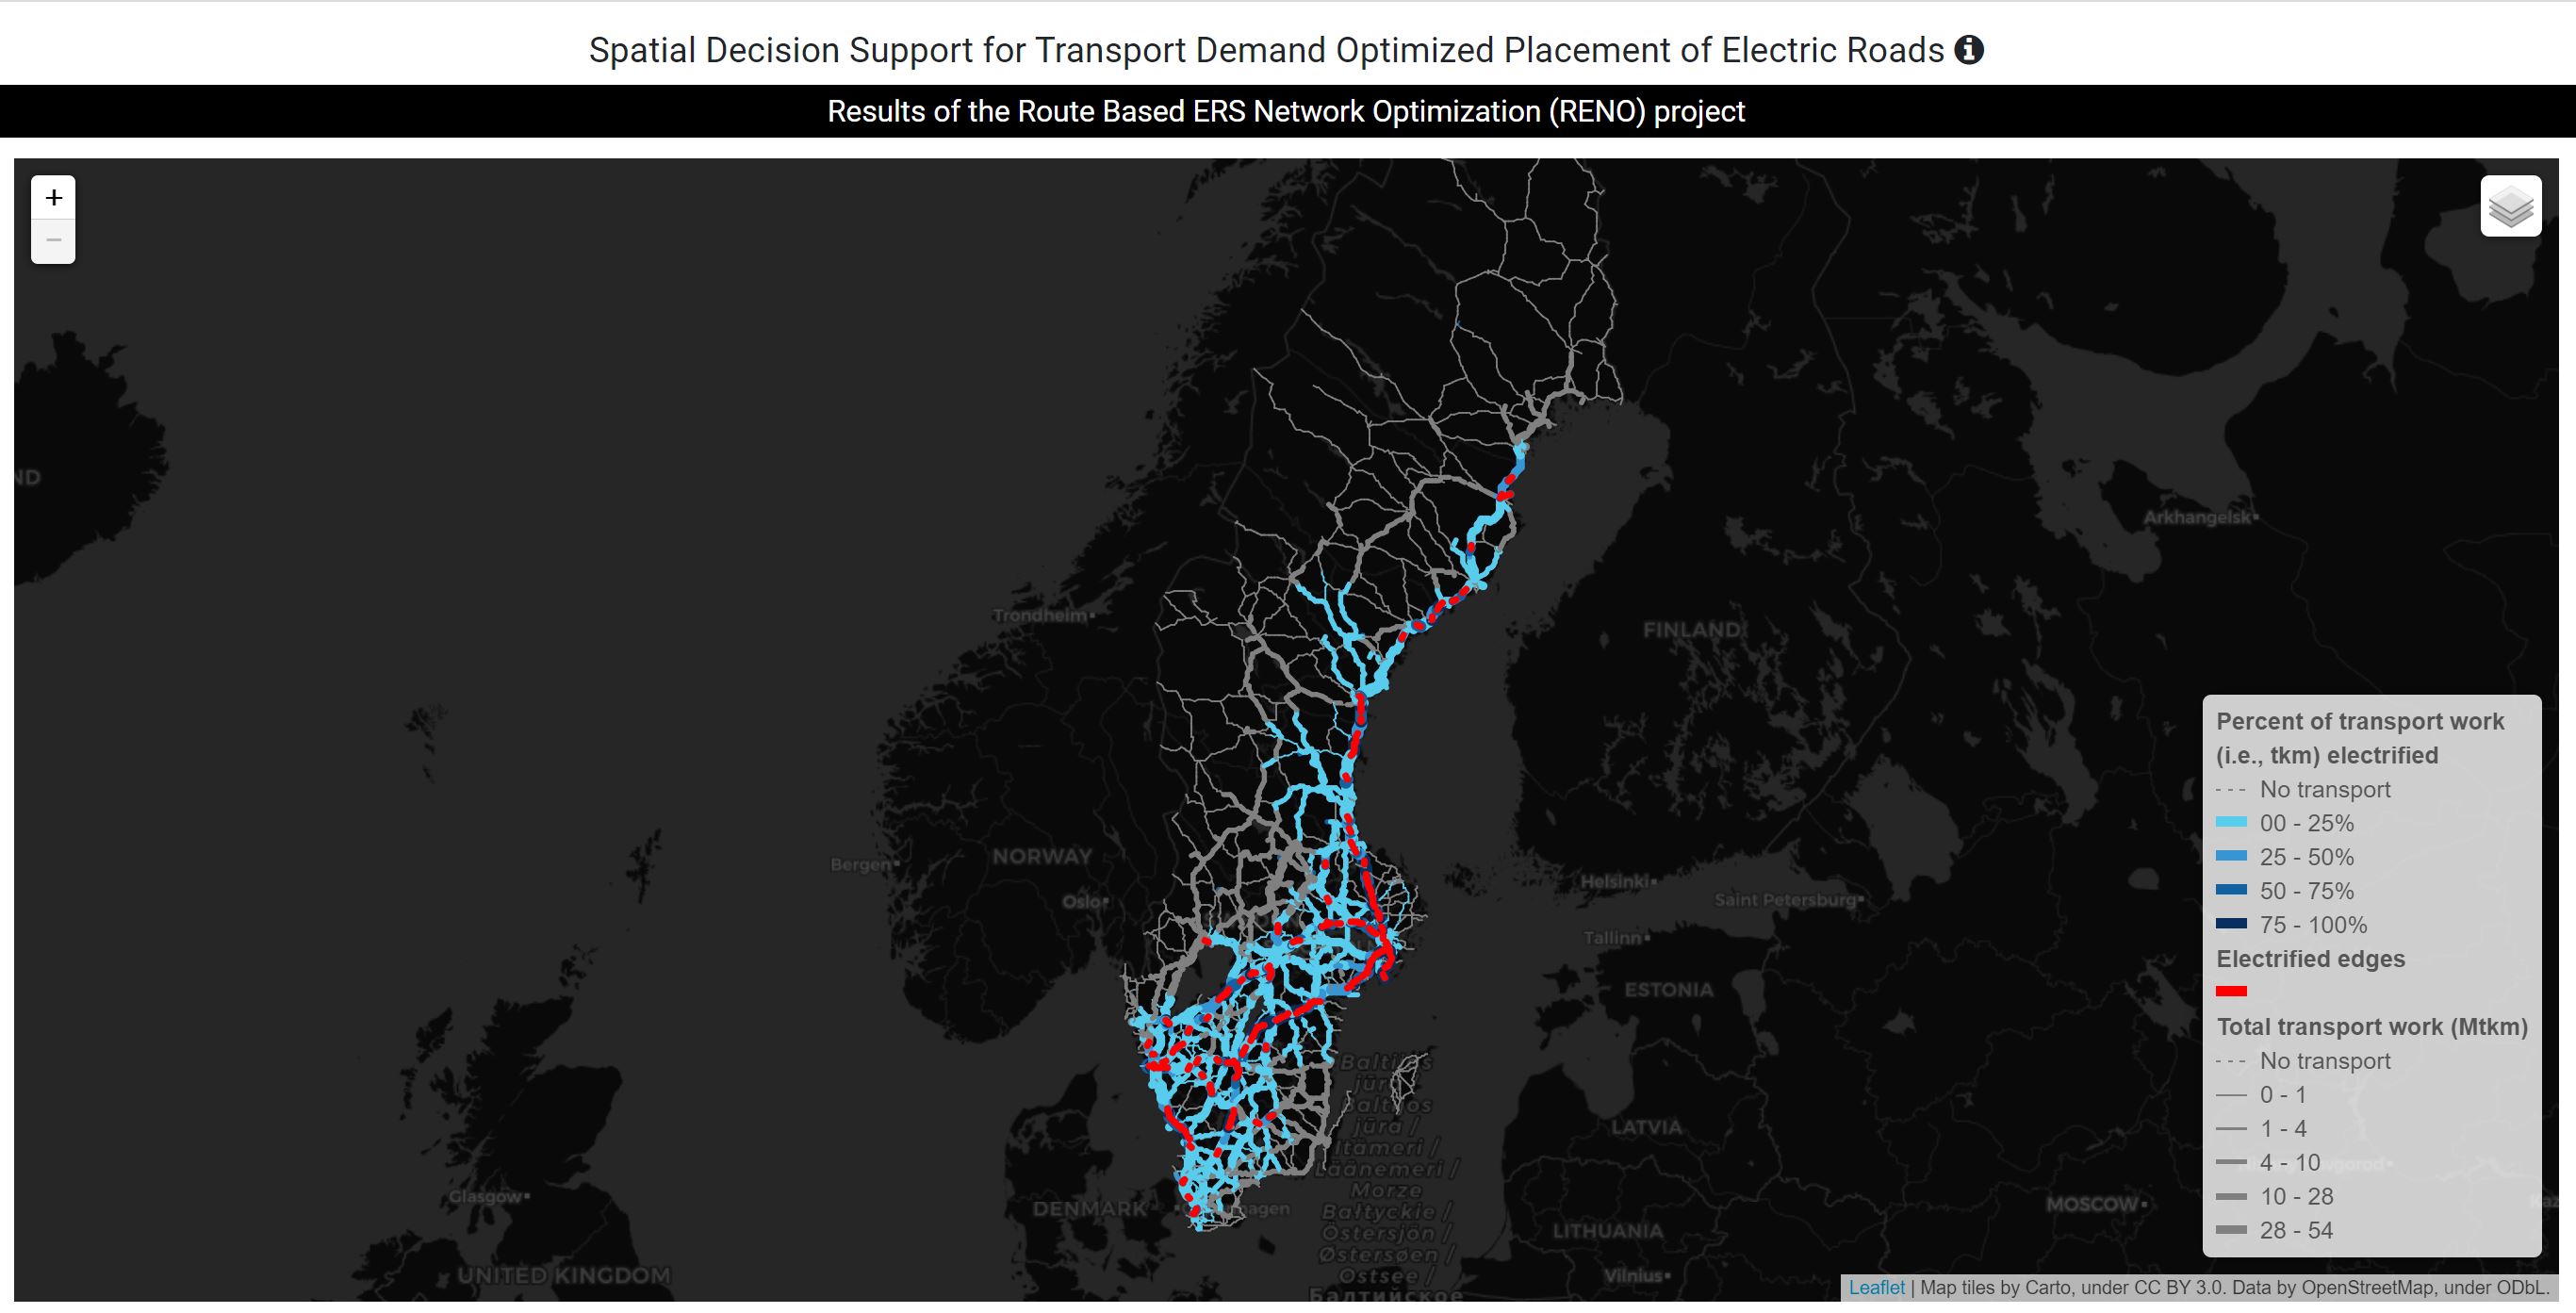 Spatial Decision Support for Transport Demand Optimized Placement of Electric Roads
Results of the Route Based ERS Network Optimization (RENO) project
+
−
ND
Arkhangelsk
Trondheim
FINLAND
Percent of transport work
(i.e., tkm) electrified
No transport
00 - 25%
25 - 50%
50 - 75%
75 - 100%
Electrified edges
Total transport work (Mtkm)
No transport
0 - 1
1 - 4
4 - 10
10 - 28
28 - 54
Bergen
NORWAY
Oslo
Helsinki
Saint Petersburg
Tallinn
ESTONIA
Baltijos
jūra /
Baltijos
jūra /
Itämeri /
Läänemeri /
Morze
Bałtyckie /
Östersjön /
Østersøen /
Ostsee /
Балтийское
LATVIA
Glasgow
DENMARK
MOSCOW
LITHUANIA
UNITED KINGDOM
Vilnius
Leaflet | Map tiles by Carto, under CC BY 3.0. Data by OpenStreetMap, under ODbL.